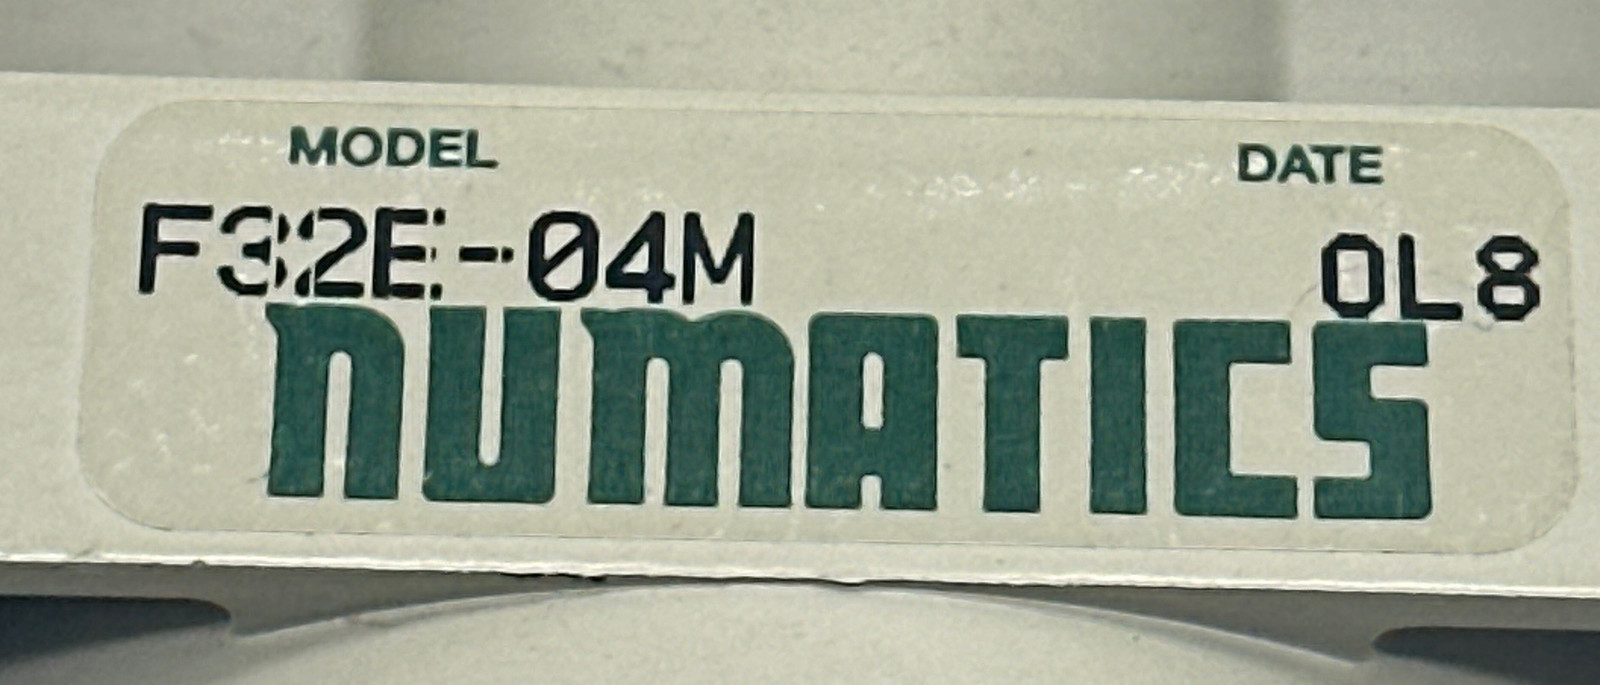 MODEL DATE
F32E-04M 0L8
NUMATICS